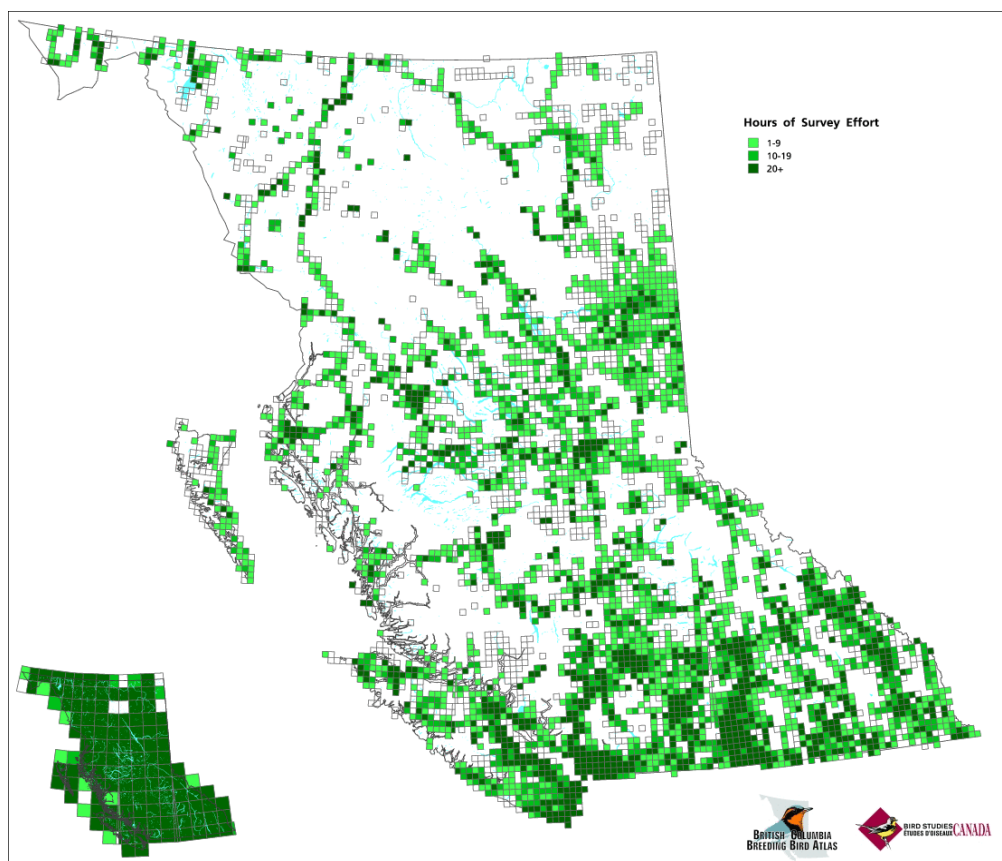 Hours of Survey Effort
1-9
10-19
20+
BRITISH COLUMBIA
BREEDING BIRD ATLAS
BIRD STUDIES
ÉTUDES D'OISEAUX CANADA